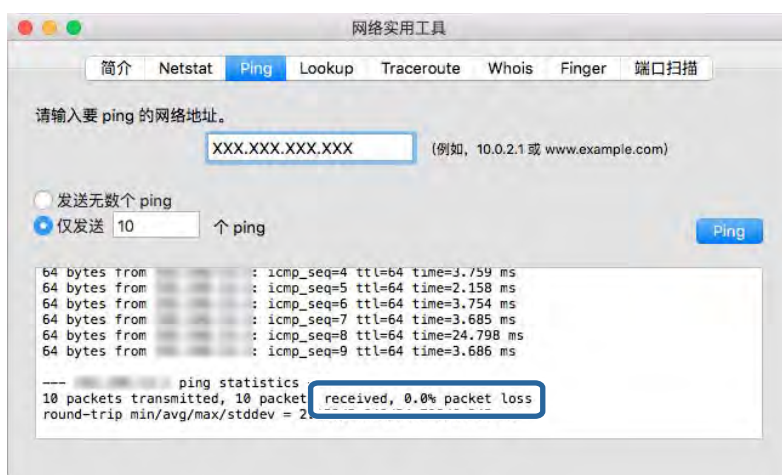 网络实用工具
简介 Netstat Ping Lookup Traceroute Whois Finger 端口扫描
请输入要 ping 的网络地址。
XXX.XXX.XXX.XXX (例如，10.0.2.1 或 www.example.com)
发送无数个 ping
仅发送 10 个 ping
Ping
64 bytes from : icmp_seq=4 ttl=64 time=3.759 ms
64 bytes from : icmp_seq=5 ttl=64 time=2.158 ms
64 bytes from : icmp_seq=6 ttl=64 time=3.754 ms
64 bytes from : icmp_seq=7 ttl=64 time=3.685 ms
64 bytes from : icmp_seq=8 ttl=64 time=24.798 ms
64 bytes from : icmp_seq=9 ttl=64 time=3.686 ms
--- ping statistics
10 packets transmitted, 10 packet received, 0.0% packet loss
round-trip min/avg/max/stddev = 2.